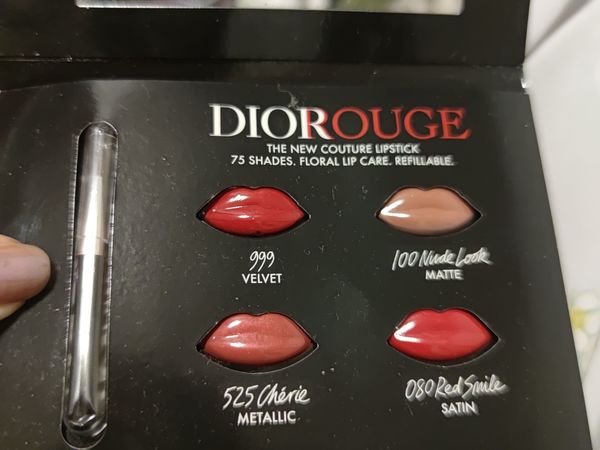 DIORROUGE
THE NEW COUTURE LIPSTICK
75 SHADES. FLORAL LIP CARE. REFILLABLE.
999
VELVET
100 Nude Look
MATTE
525 Chérie
METALLIC
080 Red Smile
SATIN